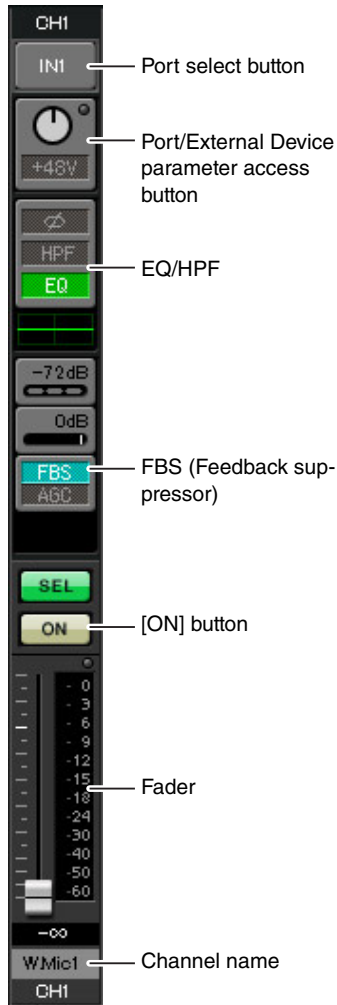 CH1
IN1
Port select button
+48V
Port/External Device
parameter access
button
Ø
HPF
EQ
EQ/HPF
-72dB
0dB
FBS
AGC
FBS (Feedback sup-
pressor)
SEL
ON
[ON] button
0
3
6
9
-12
-15
-18
-24
-30
-40
-50
-60
Fader
-∞
W.Mic1
Channel name
CH1